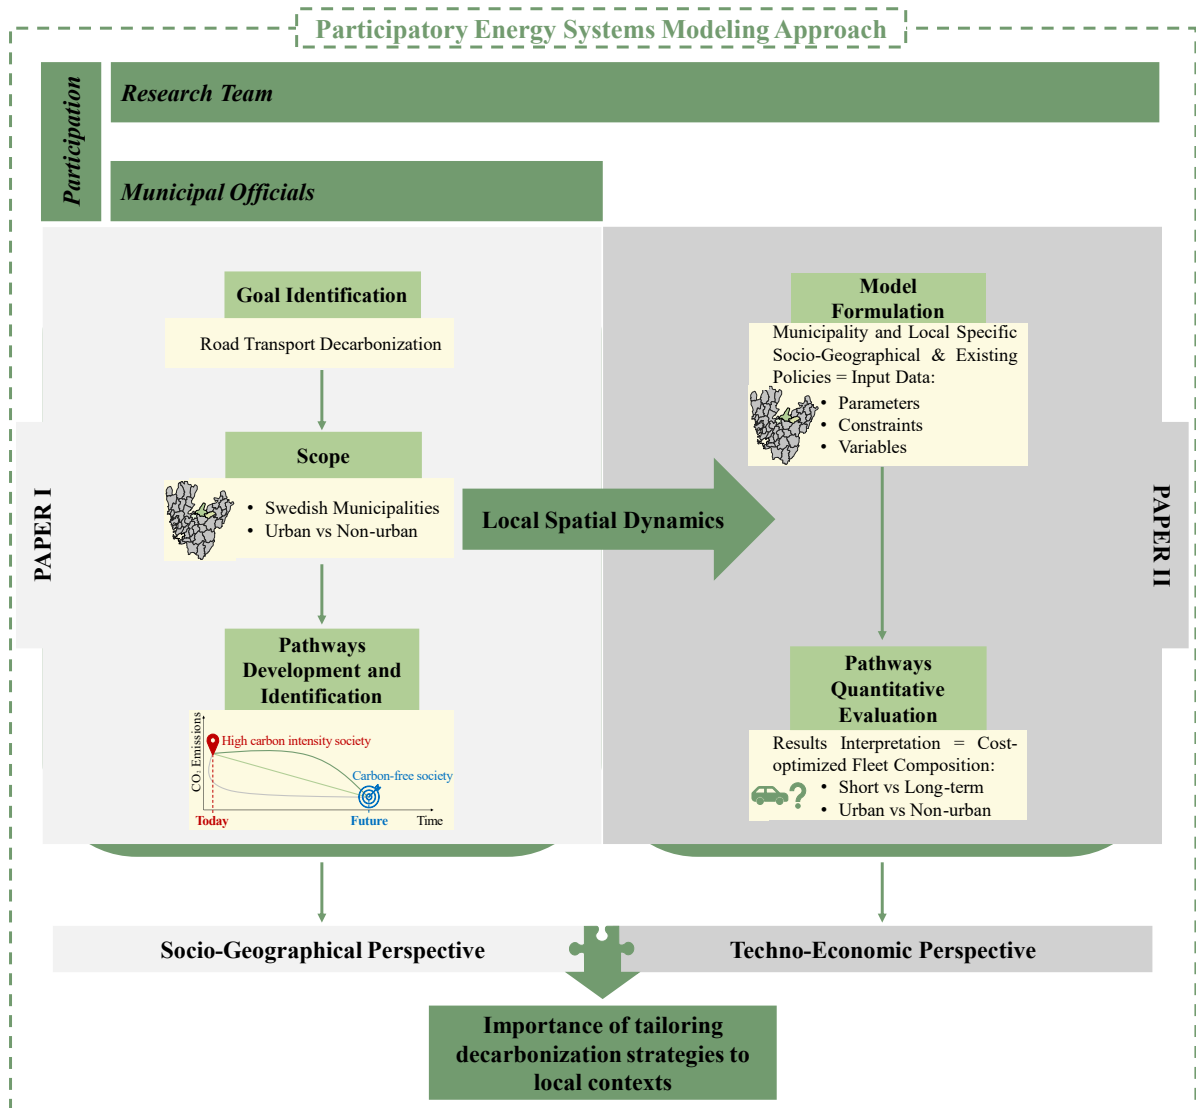 Participatory Energy Systems Modeling Approach
Participation
Research Team
Municipal Officials
PAPER I
Goal Identification
Road Transport Decarbonization
Scope
• Swedish Municipalities
• Urban vs Non-urban
Pathways
Development and
Identification
CO₂ Emissions
High carbon intensity society
Carbon-free society
Today
Future
Time
Local Spatial Dynamics
Model
Formulation
Municipality and Local Specific
Socio-Geographical & Existing
Policies = Input Data:
• Parameters
• Constraints
• Variables
Pathways
Quantitative
Evaluation
Results Interpretation = Cost-
optimized Fleet Composition:
• Short vs Long-term
• Urban vs Non-urban
?
PAPER II
Socio-Geographical Perspective
Techno-Economic Perspective
Importance of tailoring
decarbonization strategies to
local contexts